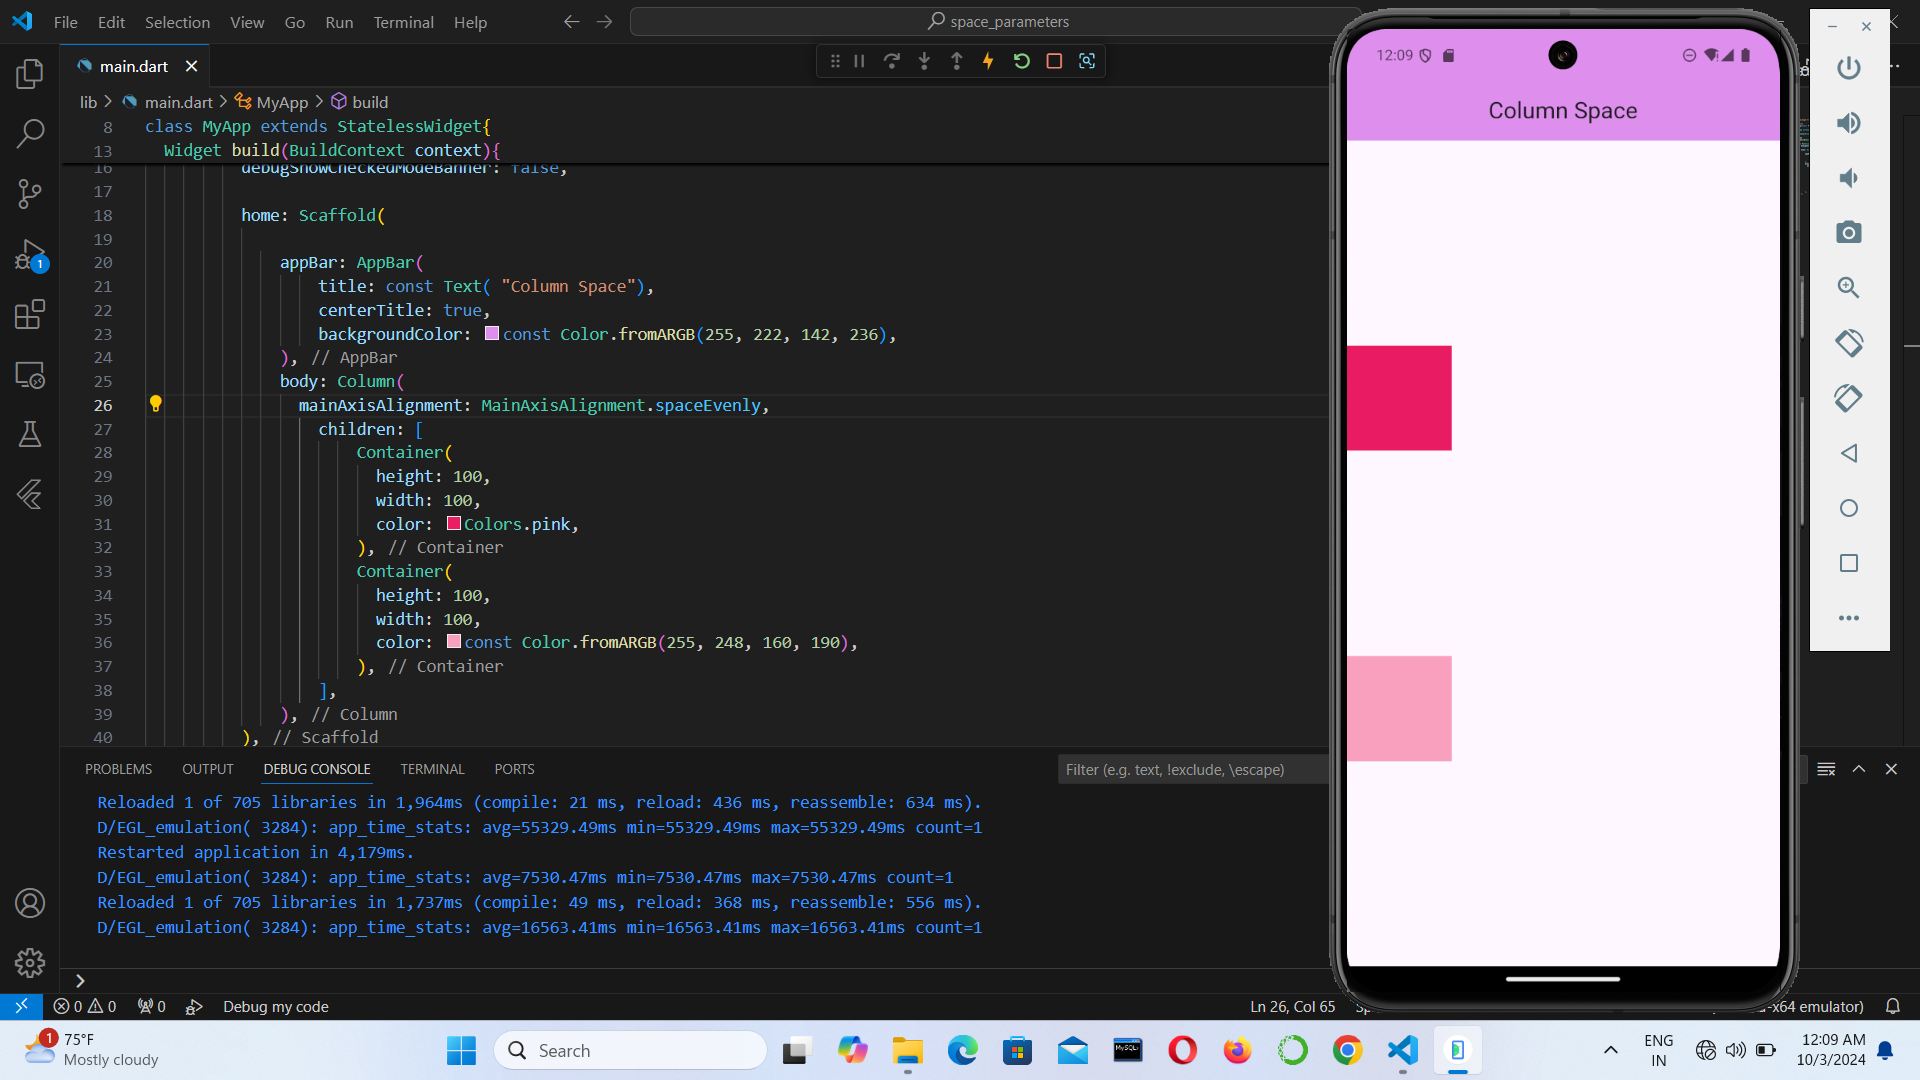 File Edit Selection View Go Run Terminal Help
space_parameters
main.dart
lib > main.dart > MyApp > build
8 class MyApp extends StatelessWidget{
13 Widget build(BuildContext context){
16 debugShowCheckedModeBanner: false,
17
18 home: Scaffold(
19
20 appBar: AppBar(
21 title: const Text( "Column Space"),
22 centerTitle: true,
23 backgroundColor: const Color.fromARGB(255, 222, 142, 236),
24 ), // AppBar
25 body: Column(
26 mainAxisAlignment: MainAxisAlignment.spaceEvenly,
27 children: [
28 Container(
29 height: 100,
30 width: 100,
31 color: Colors.pink,
32 ), // Container
33 Container(
34 height: 100,
35 width: 100,
36 color: const Color.fromARGB(255, 248, 160, 190),
37 ), // Container
38 ],
39 ), // Column
40 ), // Scaffold
1
PROBLEMS OUTPUT DEBUG CONSOLE TERMINAL PORTS
Filter (e.g. text, !exclude, \escape)
Reloaded 1 of 705 libraries in 1,964ms (compile: 21 ms, reload: 436 ms, reassemble: 634 ms).
D/EGL_emulation( 3284): app_time_stats: avg=55329.49ms min=55329.49ms max=55329.49ms count=1
Restarted application in 4,179ms.
D/EGL_emulation( 3284): app_time_stats: avg=7530.47ms min=7530.47ms max=7530.47ms count=1
Reloaded 1 of 705 libraries in 1,737ms (compile: 49 ms, reload: 368 ms, reassemble: 556 ms).
D/EGL_emulation( 3284): app_time_stats: avg=16563.41ms min=16563.41ms max=16563.41ms count=1
>
0 0 0 Debug my code
Ln 26, Col 65
-x64 emulator)
12:09
Column Space
1
75°F
Mostly cloudy
Search
MySQL
ENG
IN
12:09 AM
10/3/2024